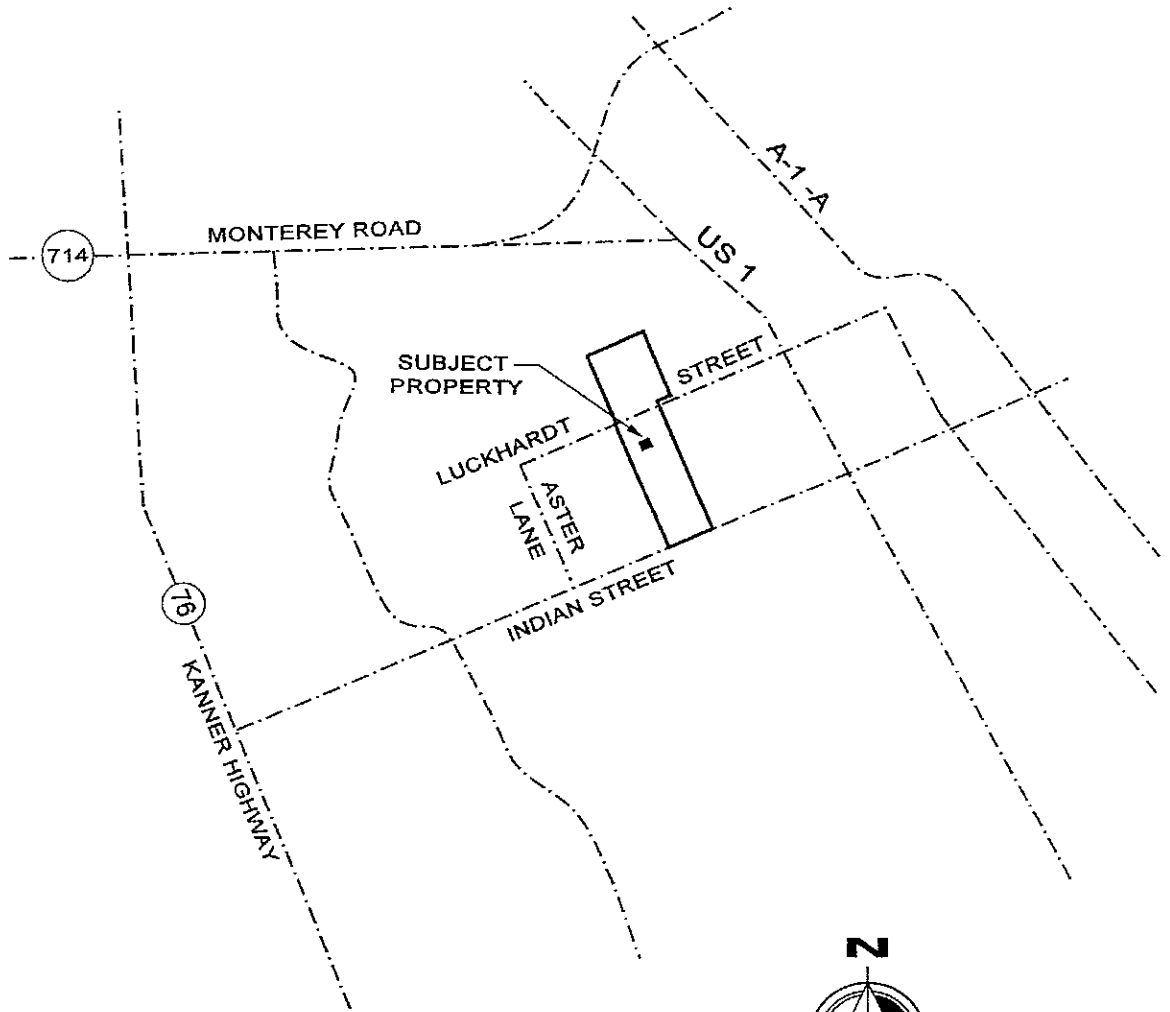 A-1-A
714
MONTEREY ROAD
US 1
SUBJECT
PROPERTY
LUCKHARDT STREET
ASTER
LANE
INDIAN STREET
76
KANNER HIGHWAY
N